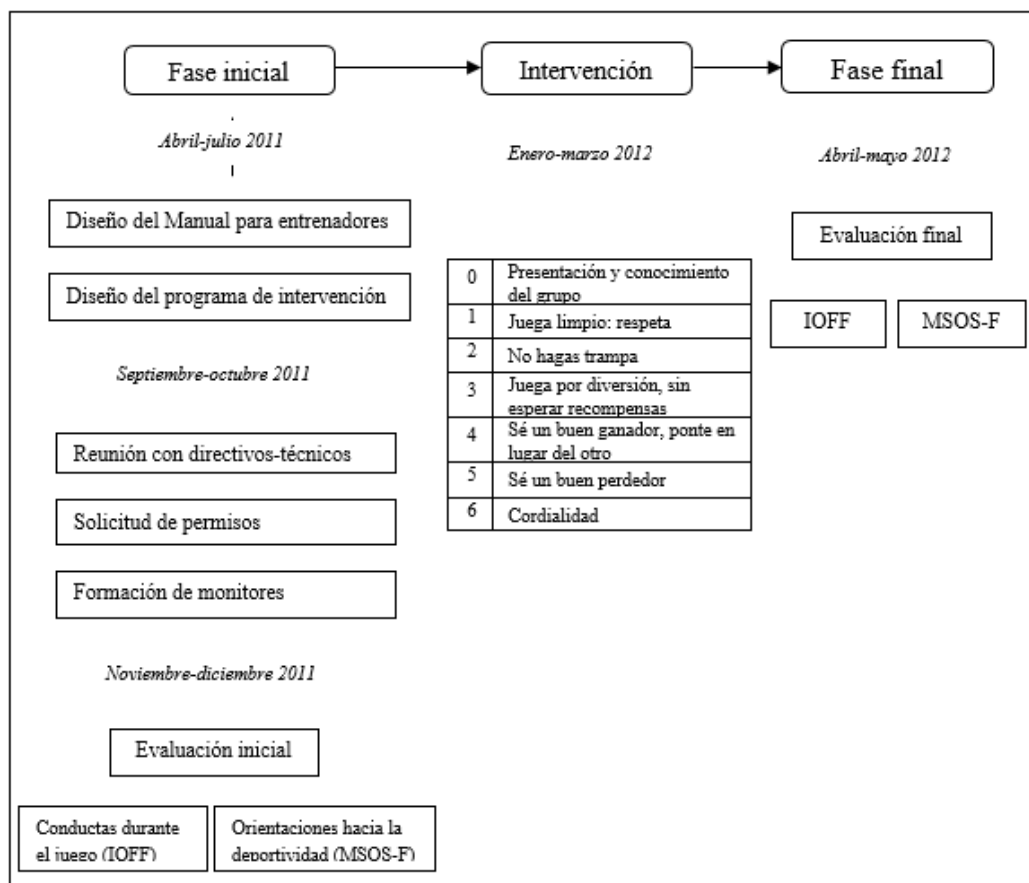 Fase inicial
Intervención
Fase final
Abril-julio 2011
Enero-marzo 2012
Abril-mayo 2012
Diseño del Manual para entrenadores
Diseño del programa de intervención
Septiembre-octubre 2011
Reunión con directivos-técnicos
Solicitud de permisos
Formación de monitores
Noviembre-diciembre 2011
Evaluación inicial
Conductas durante
el juego (IOFF)
Orientaciones hacia la
deportividad (MSOS-F)
0 Presentación y conocimiento
del grupo
1 Juega limpio: respeta
2 No hagas trampa
3 Juega por diversión, sin
esperar recompensas
4 Sé un buen ganador, ponte en
lugar del otro
5 Sé un buen perdedor
6 Cordialidad
Evaluación final
IOFF
MSOS-F